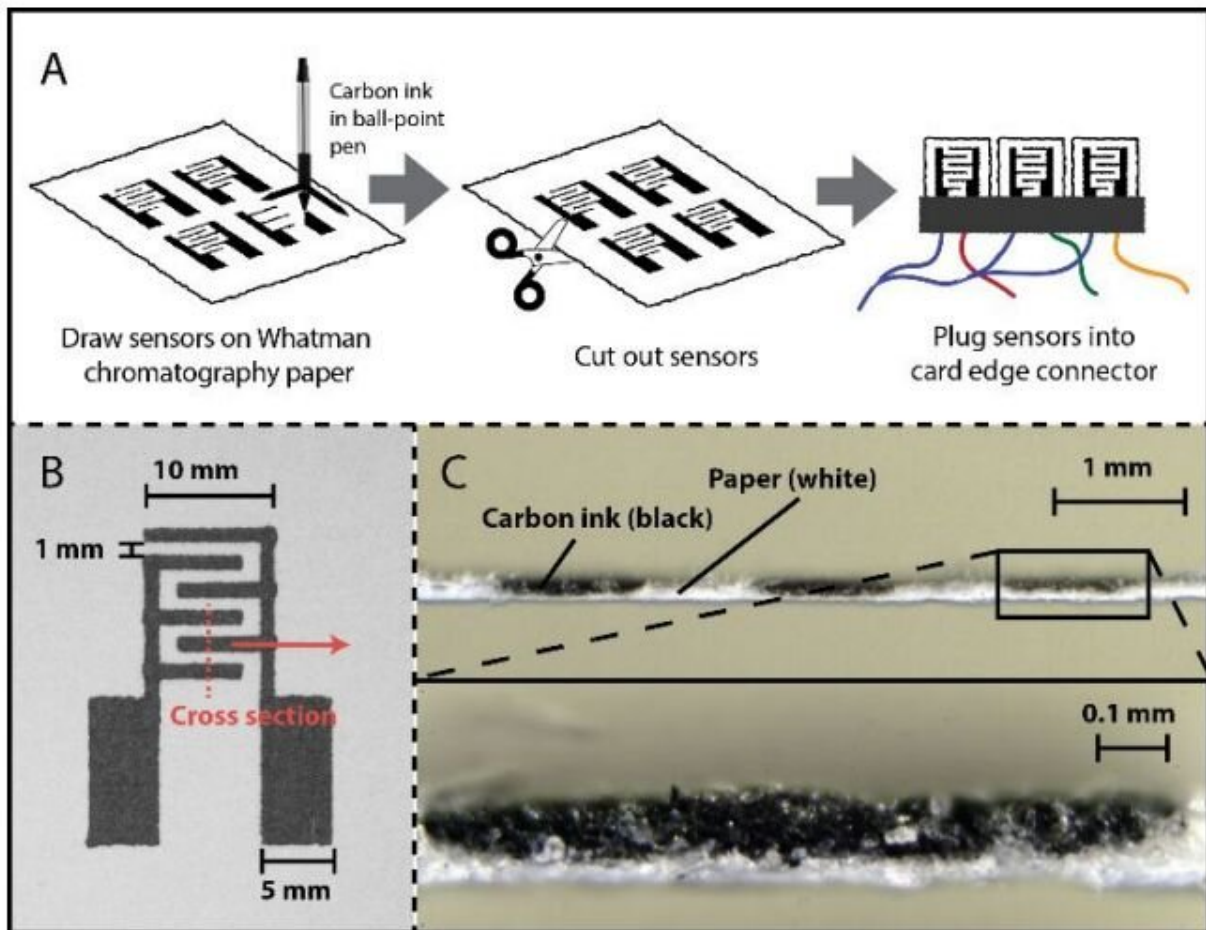 A
Carbon ink
in ball-point
pen
Draw sensors on Whatman
chromatography paper
Cut out sensors
Plug sensors into
card edge connector
B
10 mm
1 mm
Cross section
5 mm
C
1 mm
Paper (white)
Carbon ink (black)
0.1 mm